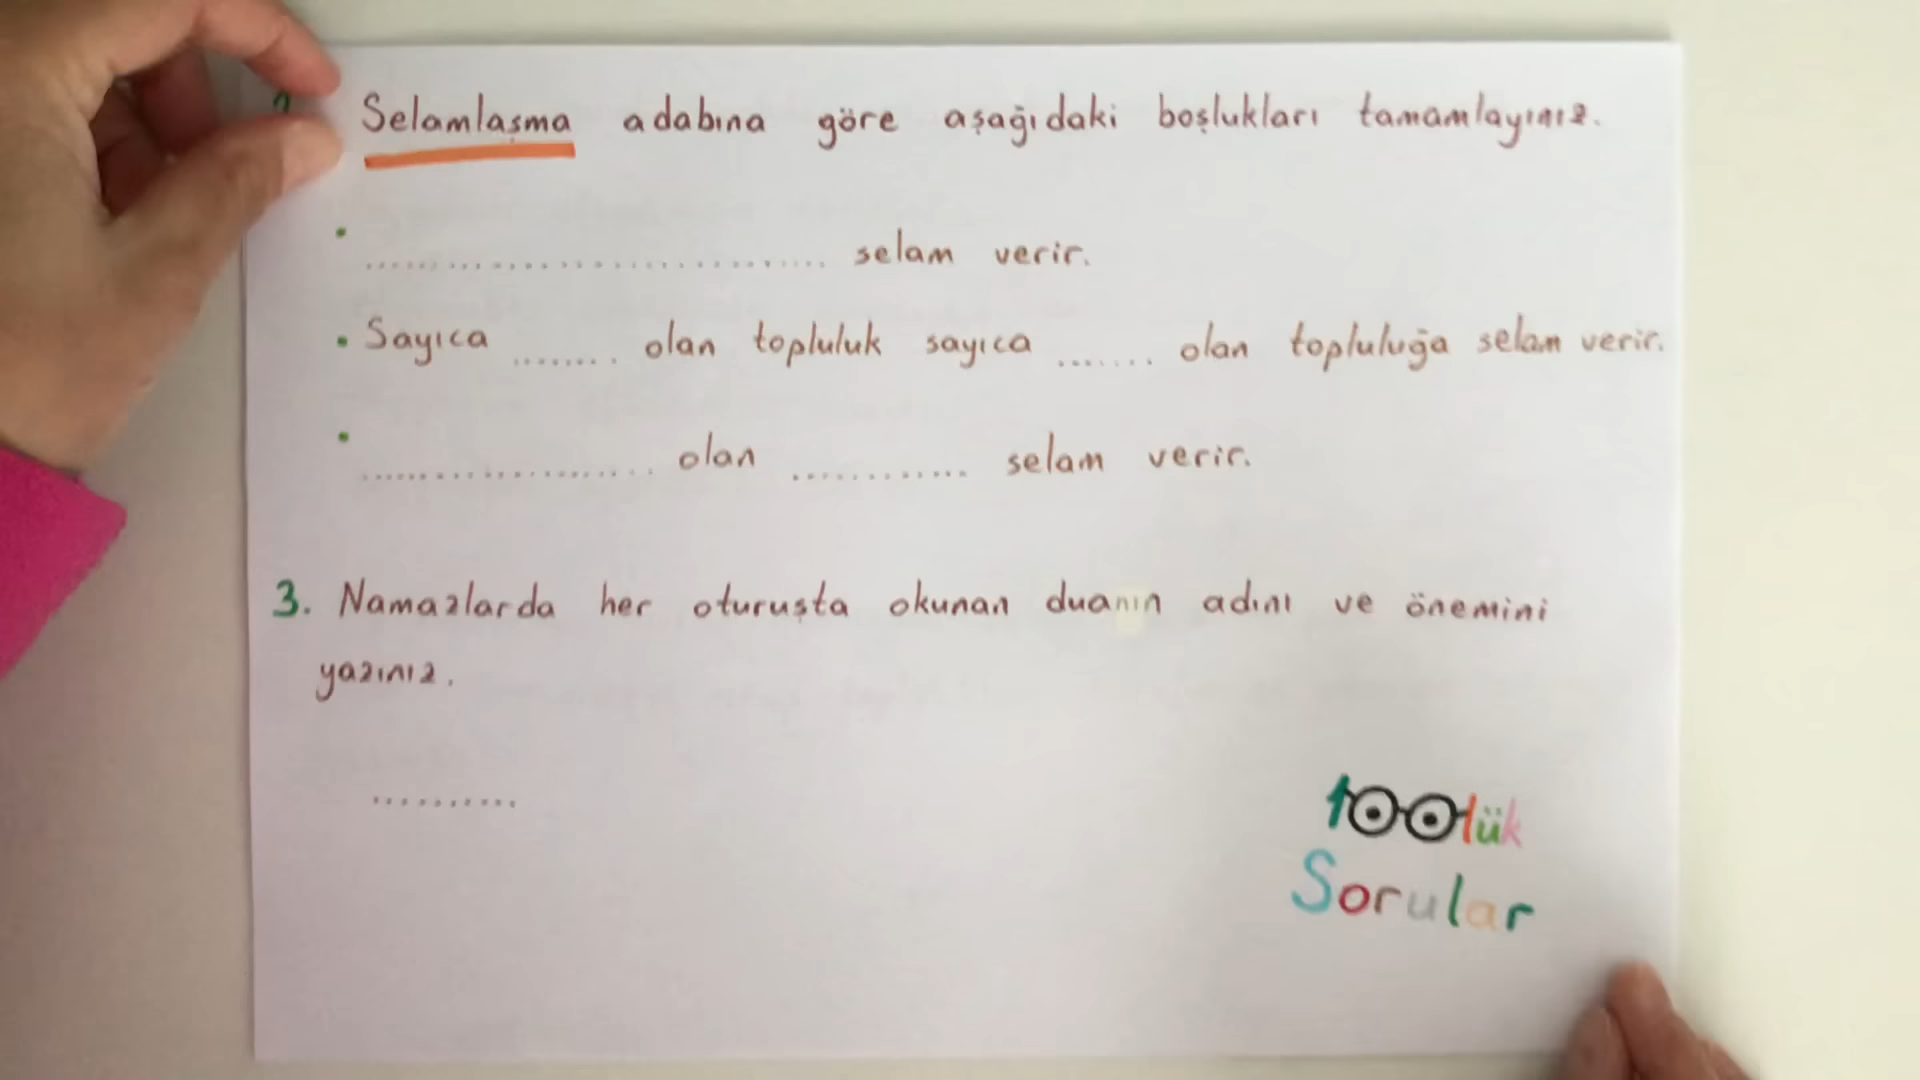 2. Selamlaşma adabına göre aşağıdaki boşlukları tamamlayınız.
• .................................. selam verir.
• Sayıca ........ olan topluluk sayıca ....... olan topluluğa selam verir.
• ..................... olan ............. selam verir.
3. Namazlarda her oturuşta okunan duanın adını ve önemini
yazınız.
...........
100lük
Sorular